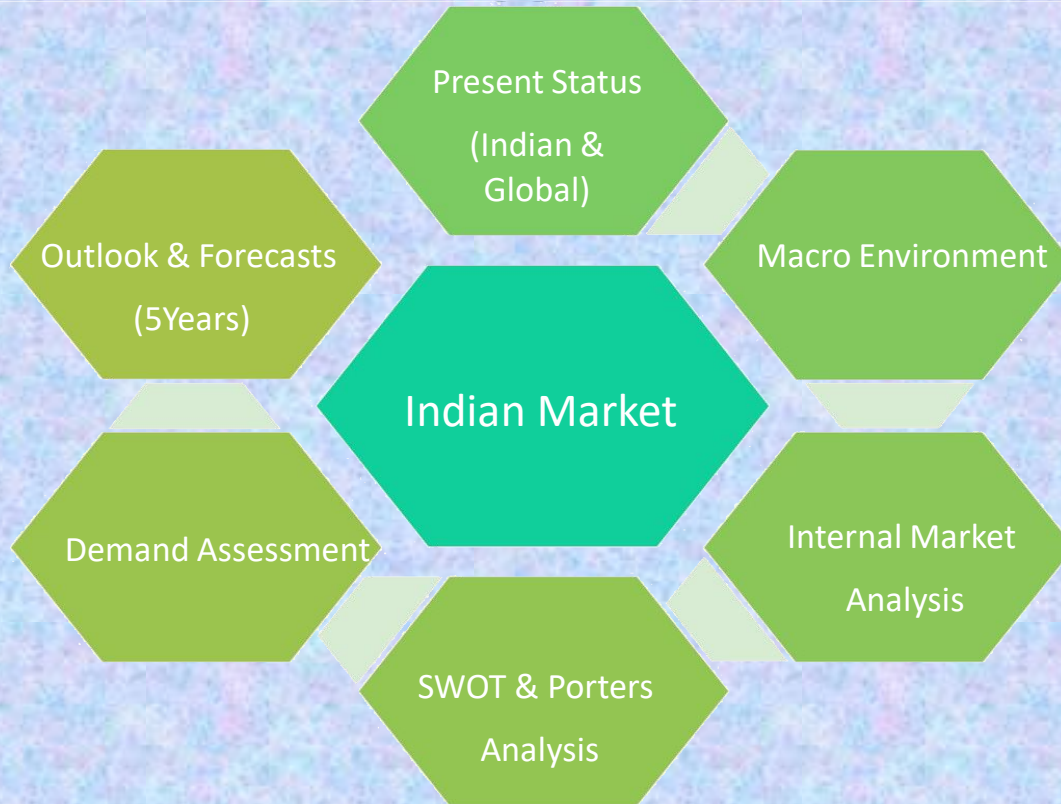 Present Status
(Indian &
Global)
Macro Environment
Internal Market
Analysis
SWOT & Porters
Analysis
Demand Assessment
Outlook & Forecasts
(5Years)
Indian Market